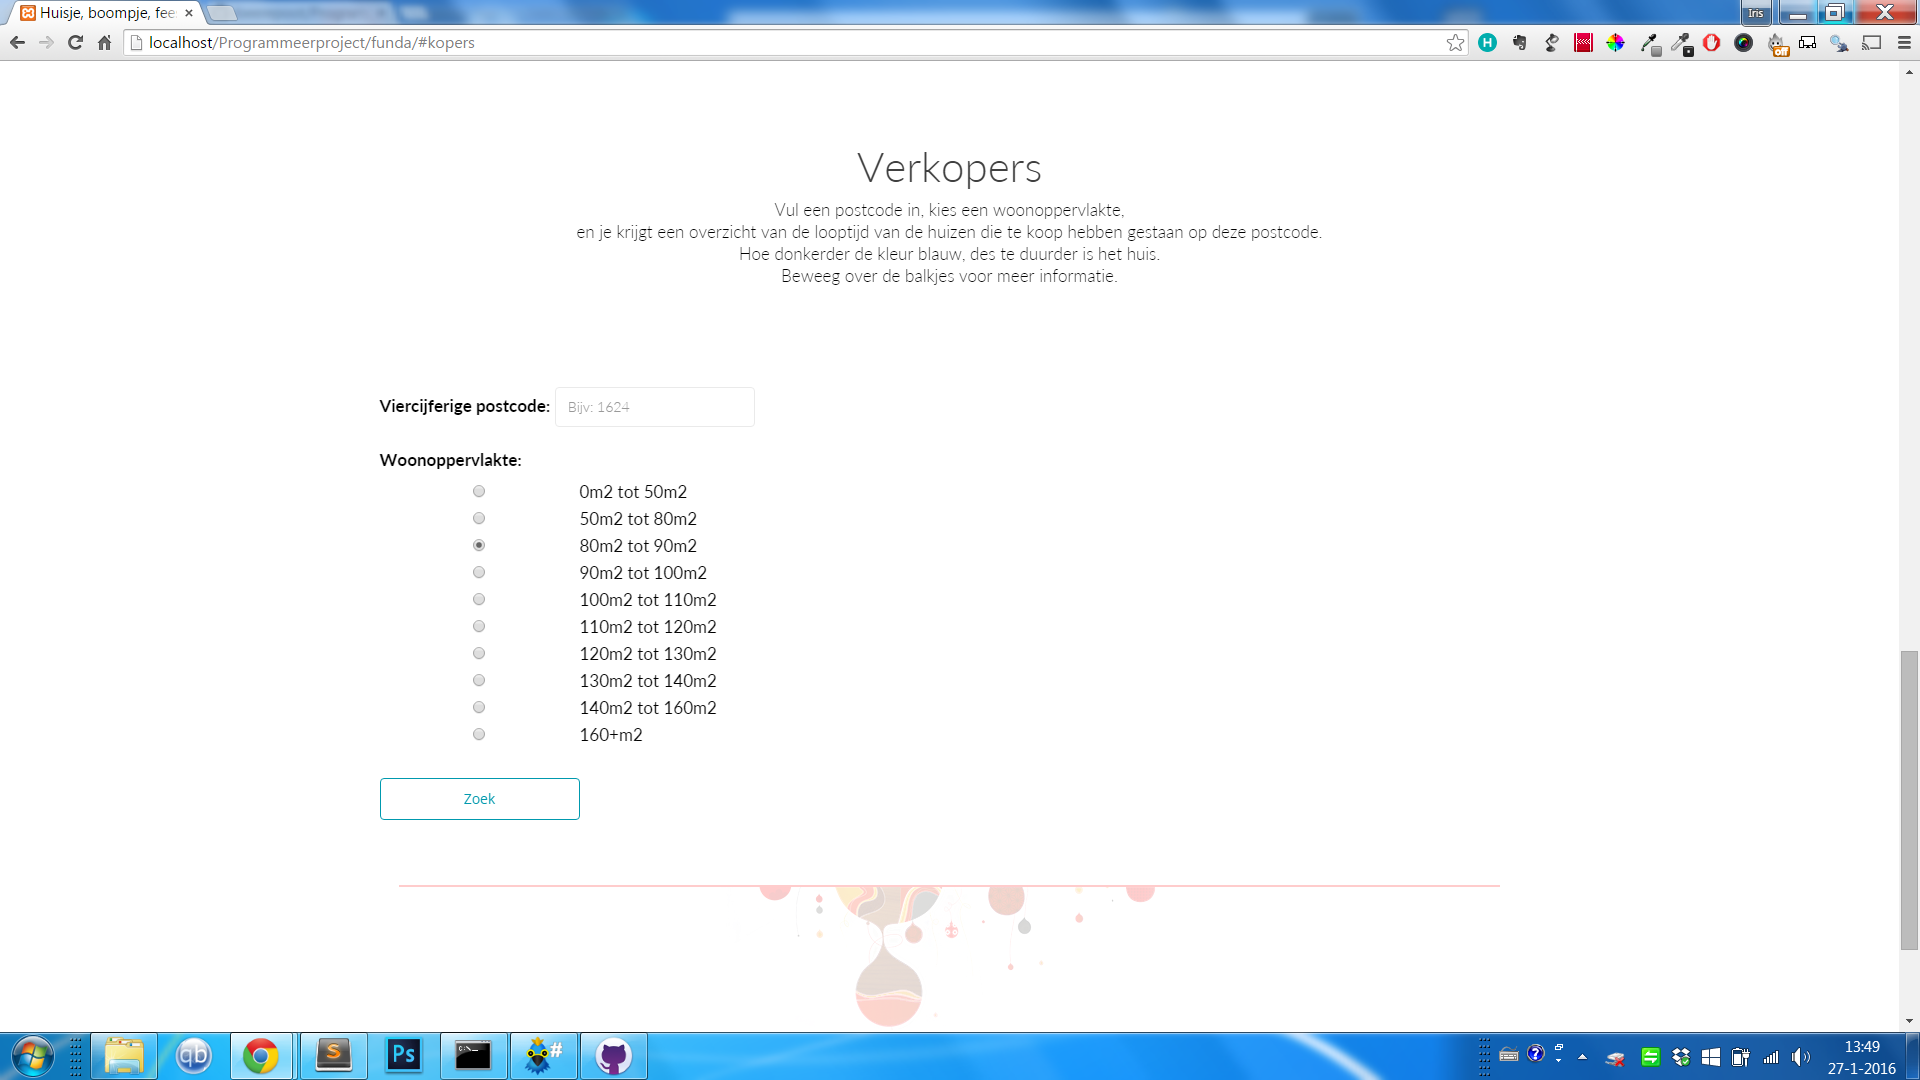 Huisje, boompje, fee
Iris
localhost/Programmeerproject/funda/#kopers
Verkopers
Vul een postcode in, kies een woonoppervlakte,
en je krijgt een overzicht van de looptijd van de huizen die te koop hebben gestaan op deze postcode.
Hoe donkerder de kleur blauw, des te duurder is het huis.
Beweeg over de balkjes voor meer informatie.
Viercijferige postcode: Bijv: 1624
Woonoppervlakte:
0m2 tot 50m2
50m2 tot 80m2
80m2 tot 90m2
90m2 tot 100m2
100m2 tot 110m2
110m2 tot 120m2
120m2 tot 130m2
130m2 tot 140m2
140m2 tot 160m2
160+m2
Zoek
13:49
27-1-2016